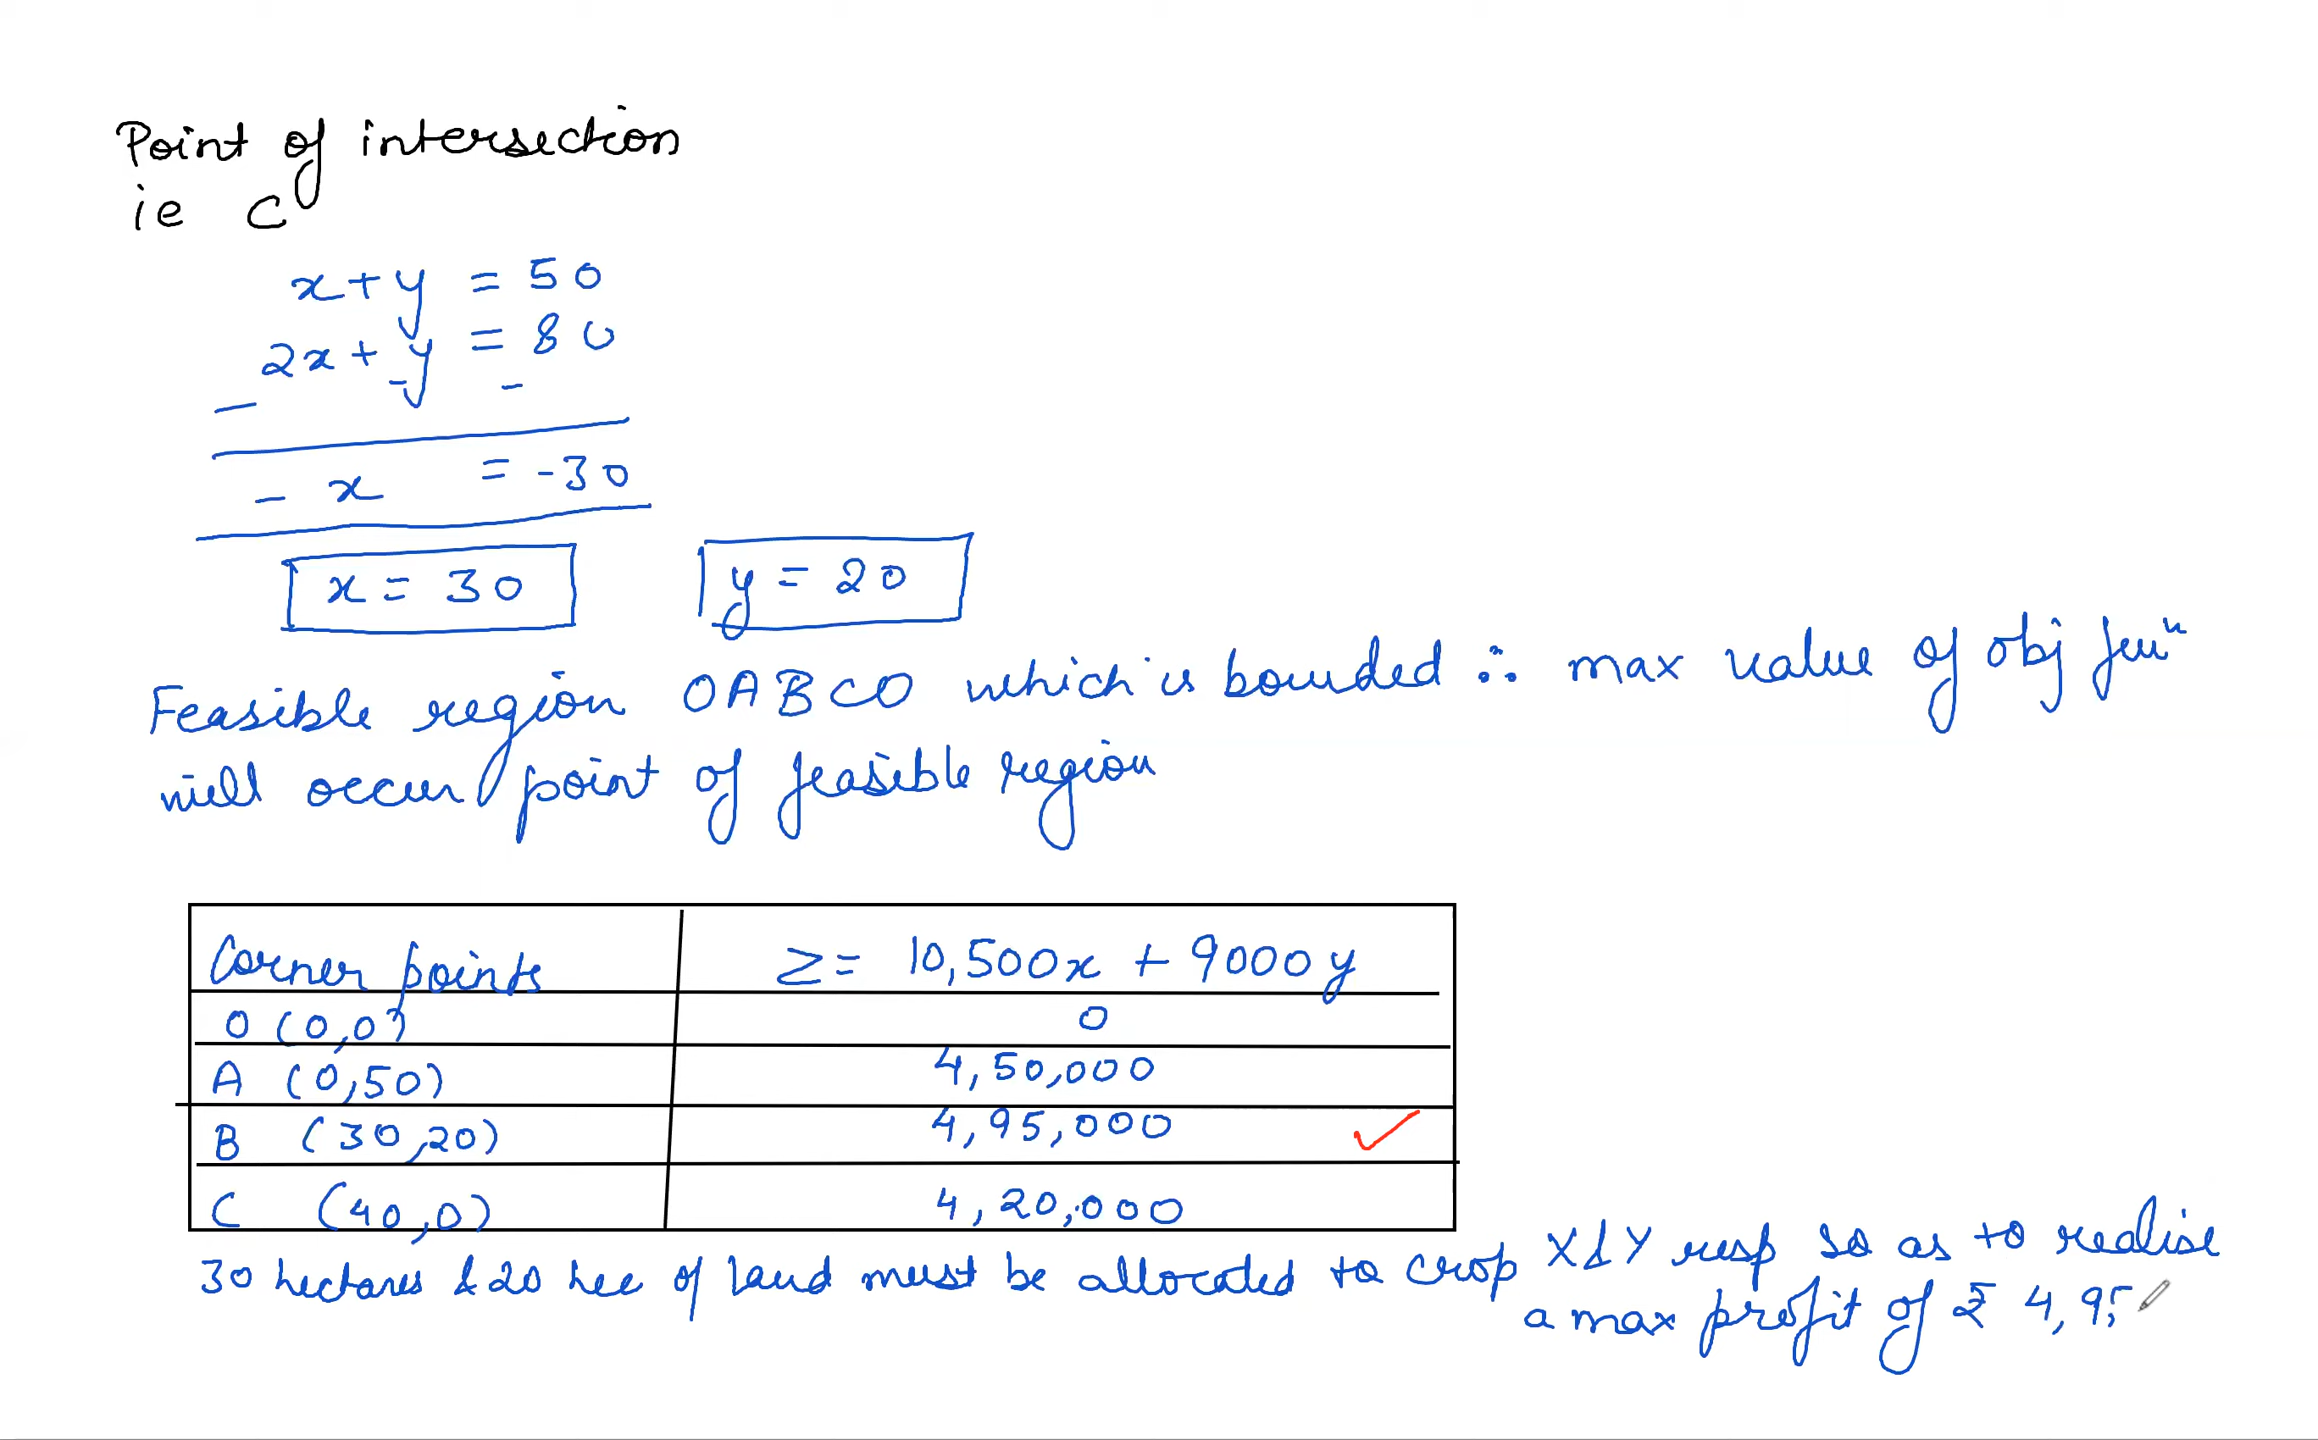 Point of intersection
ie C
x + y = 50
2x + y = 80
- - -
- x = -30
x = 30 y = 20
Feasible region OABCO which is bounded ∴ max value of obj funⁿ
will occur point of feasible region
Corner points Z = 10,500x + 9000y
O (0,0) 0
A (0,50) 4,50,000
B (30,20) 4,95,000 ✓
C (40,0) 4,20,000
30 hectares & 20 hec of land must be allocated to crop X & Y resp so as to realise
a max profit of ₹ 4,95